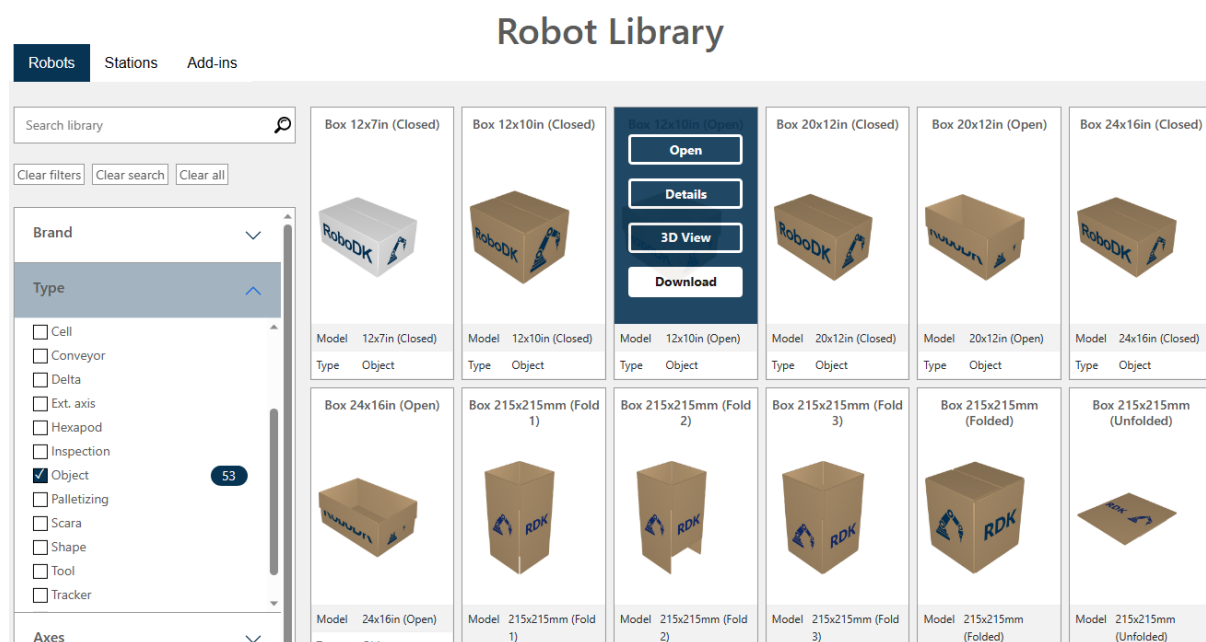 Robot Library
Robots
Stations
Add-ins
Search library
Clear filters
Clear search
Clear all
Brand
Type
Cell
Conveyor
Delta
Ext. axis
Hexapod
Inspection
Object
53
Palletizing
Scara
Shape
Tool
Tracker
Axes
Box 12x7in (Closed)
RoboDK
Model 12x7in (Closed)
Type Object
Box 12x10in (Closed)
RoboDK
Model 12x10in (Closed)
Type Object
Box 12x10in (Open)
Open
Details
3D View
Download
Model 12x10in (Open)
Type Object
Box 20x12in (Closed)
RoboDK
Model 20x12in (Closed)
Type Object
Box 20x12in (Open)
Model 20x12in (Open)
Type Object
Box 24x16in (Closed)
RoboDK
Model 24x16in (Closed)
Type Object
Box 24x16in (Open)
Model 24x16in (Open)
Box 215x215mm (Fold
1)
RDK
Model 215x215mm (Fold
1)
Box 215x215mm (Fold
2)
RDK
Model 215x215mm (Fold
2)
Box 215x215mm (Fold
3)
RDK
Model 215x215mm (Fold
3)
Box 215x215mm
(Folded)
RDK
Model 215x215mm
(Folded)
Box 215x215mm
(Unfolded)
RDK
Model 215x215mm
(Unfolded)